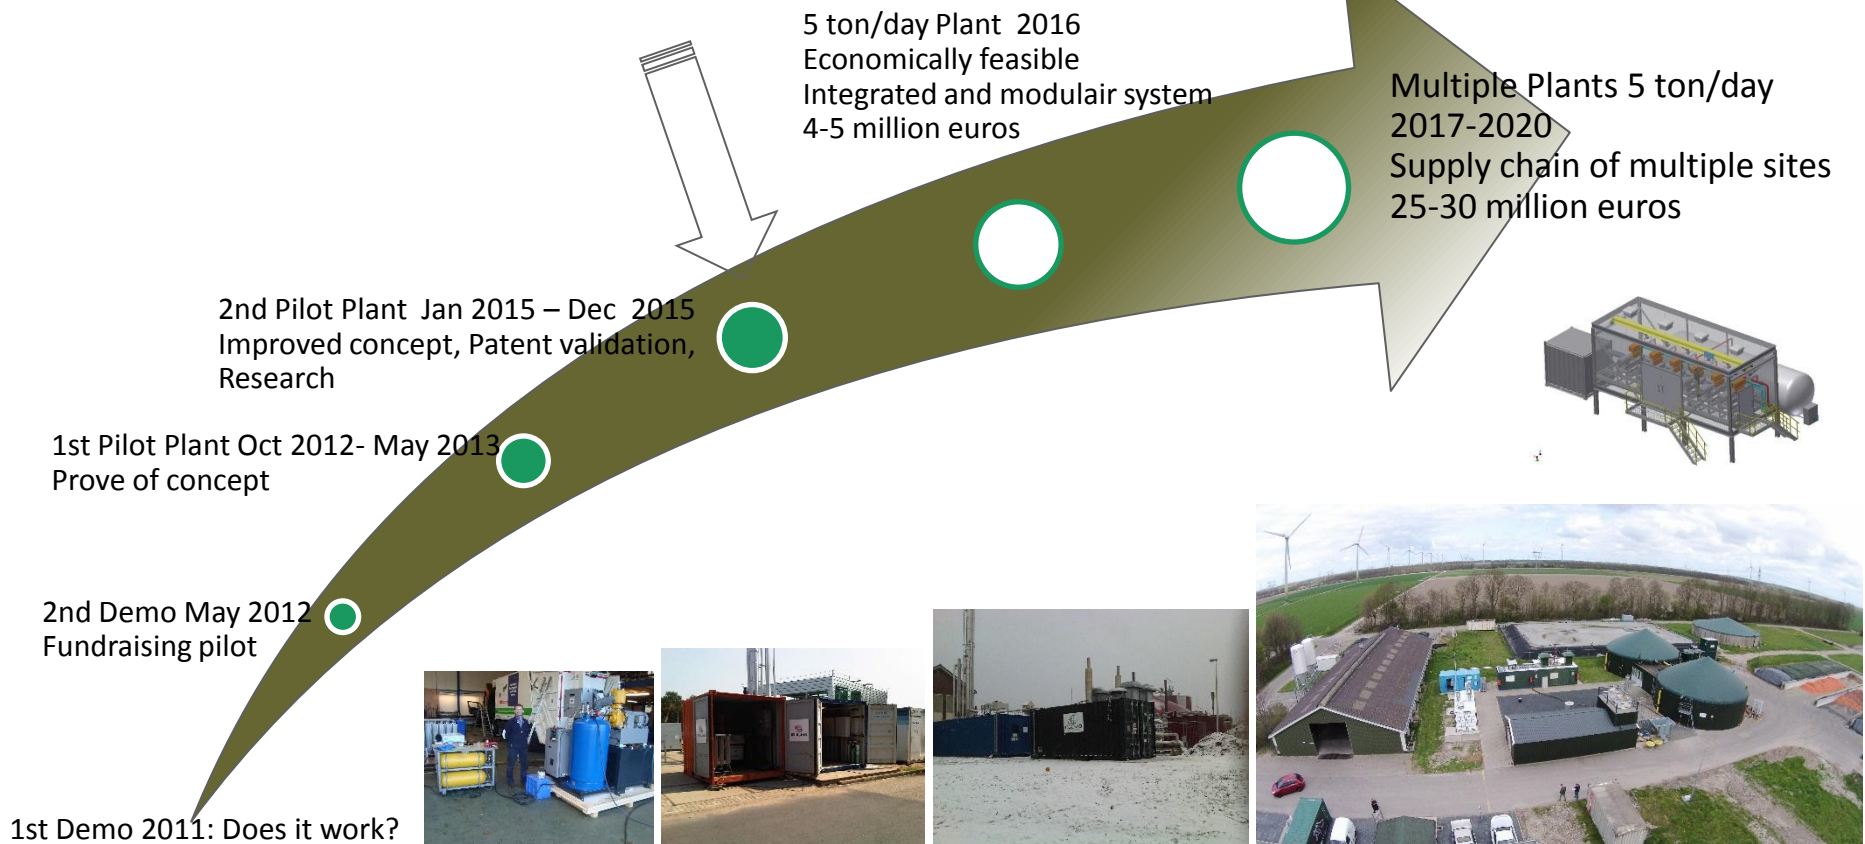 5 ton/day Plant 2016
Economically feasible
Integrated and modulair system
4-5 million euros
Multiple Plants 5 ton/day
2017-2020
Supply chain of multiple sites
25-30 million euros
2nd Pilot Plant Jan 2015 – Dec 2015
Improved concept, Patent validation,
Research
1st Pilot Plant Oct 2012- May 2013
Prove of concept
2nd Demo May 2012
Fundraising pilot
1st Demo 2011: Does it work?